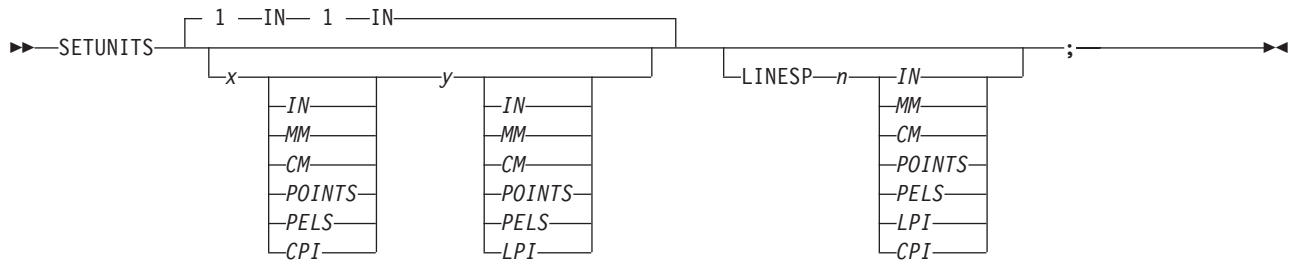 1 IN 1 IN
►►──SETUNITS ; ►◄
x y LINESP n IN
IN IN MM
MM MM CM
CM CM POINTS
POINTS POINTS PELS
PELS PELS LPI
CPI LPI CPI